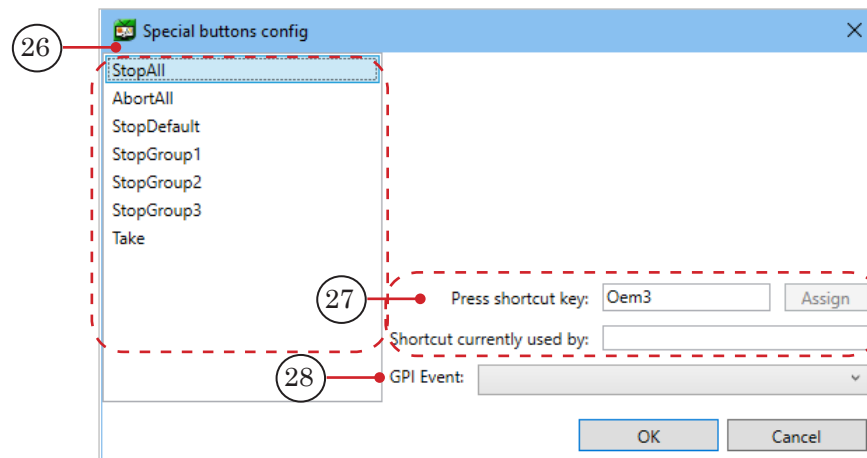 26
Special buttons config
StopAll
AbortAll
StopDefault
StopGroup1
StopGroup2
StopGroup3
Take
27
Press shortcut key: Oem3 Assign
Shortcut currently used by:
28
GPI Event:
OK Cancel